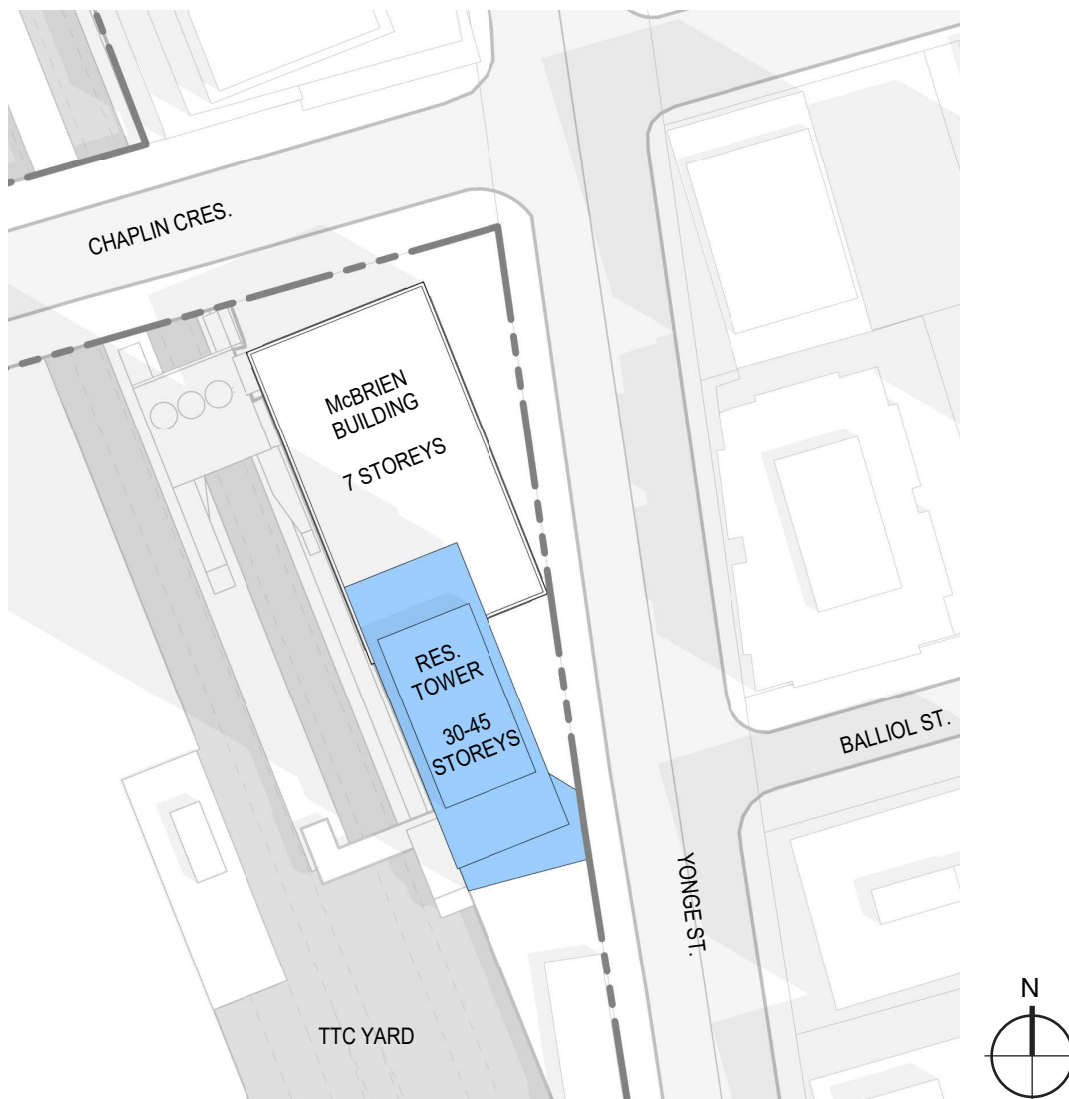 CHAPLIN CRES.
McBRIEN
BUILDING
7 STOREYS
RES.
TOWER
30-45
STOREYS
BALLIOL ST.
YONGE ST.
TTC YARD
N